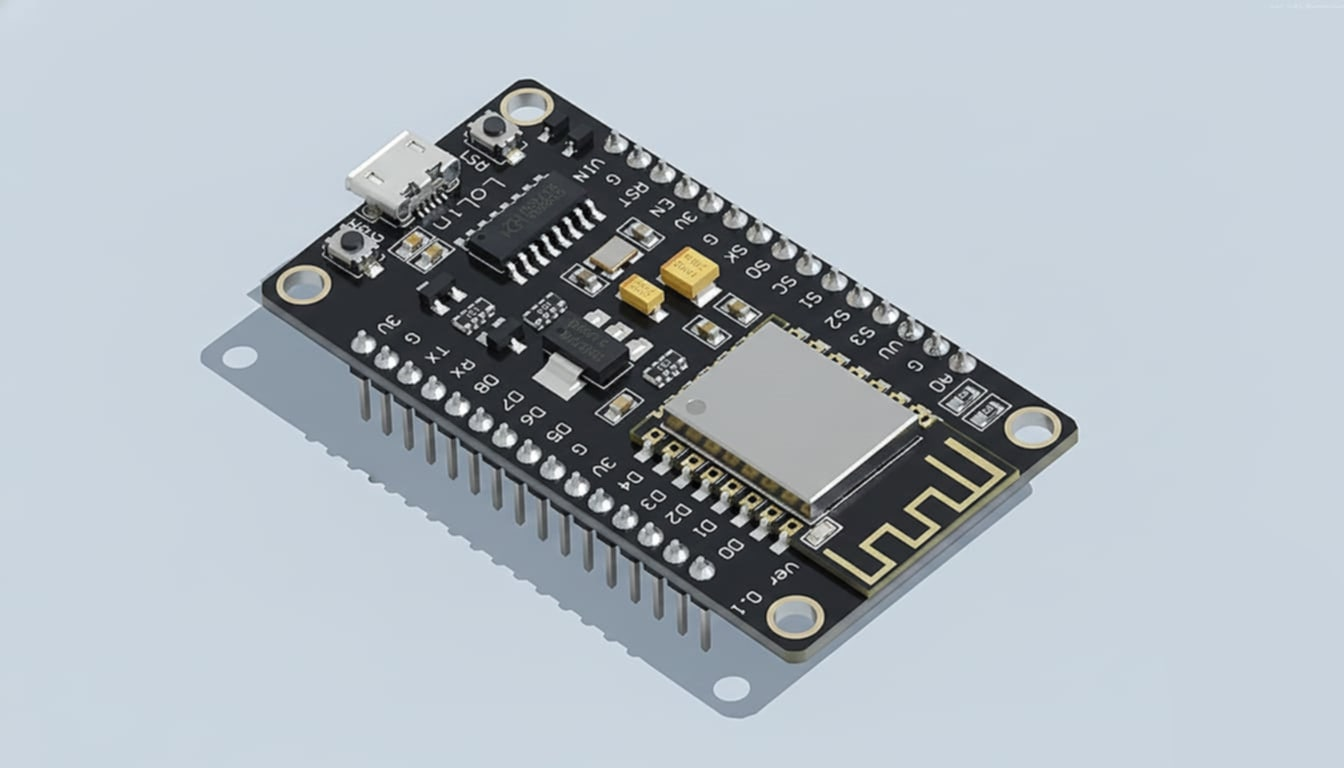 RST
LOLIN
VIN
G
RST
EN
3V
G
SK
SO
SC
S1
S2
S3
VU
G
A0
3V
G
TX
RX
D8
D7
D6
D5
G
3V
D4
D3
D2
D1
D0
Ver 0.1